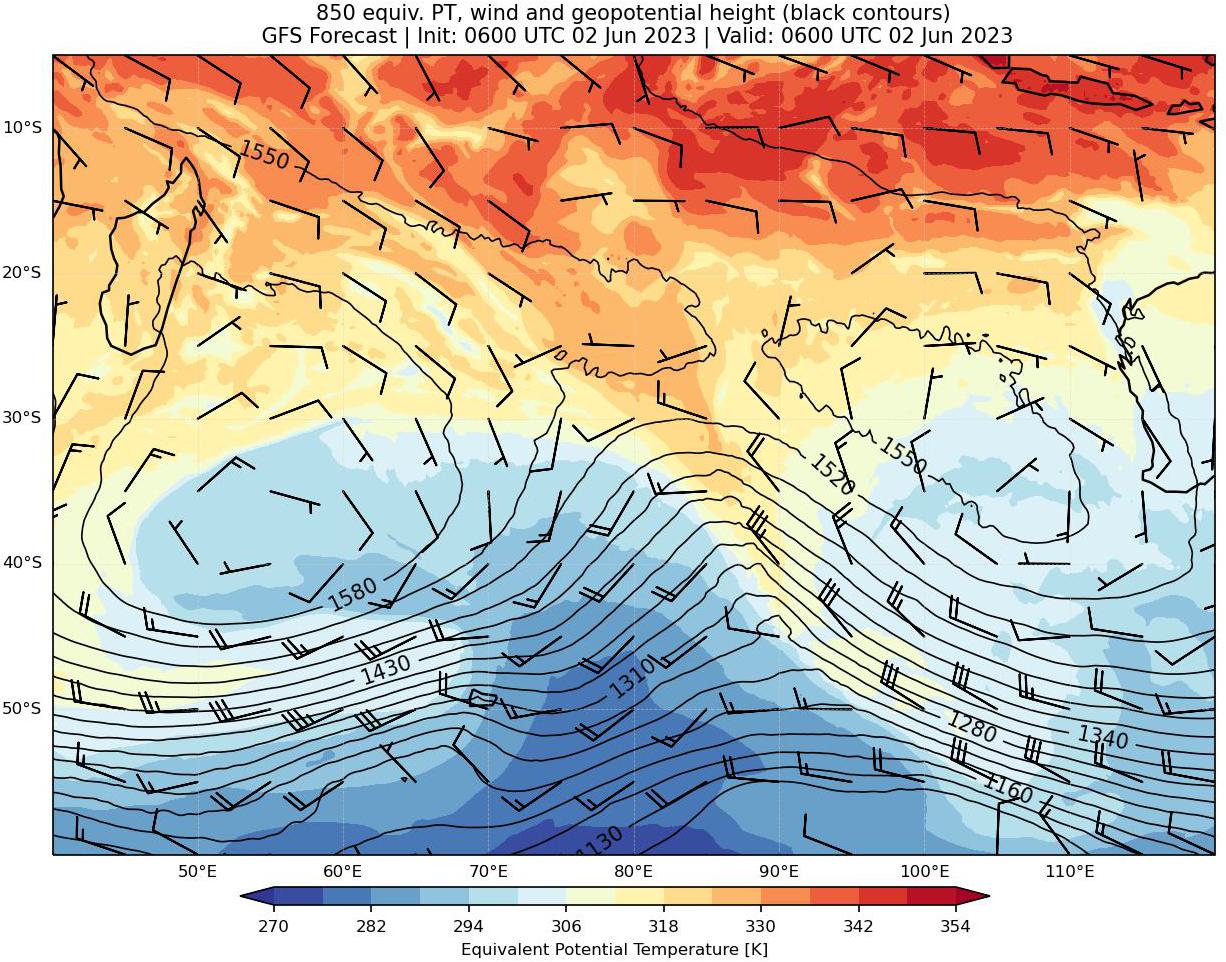 850 equiv. PT, wind and geopotential height (black contours)
GFS Forecast | Init: 0600 UTC 02 Jun 2023 | Valid: 0600 UTC 02 Jun 2023
10°S
1550
20°S
30°S
1520
1550
40°S
1580
1430
1310
50°S
1280
1340
1160
1130
50°E 60°E 70°E 80°E 90°E 100°E 110°E
270 282 294 306 318 330 342 354
Equivalent Potential Temperature [K]